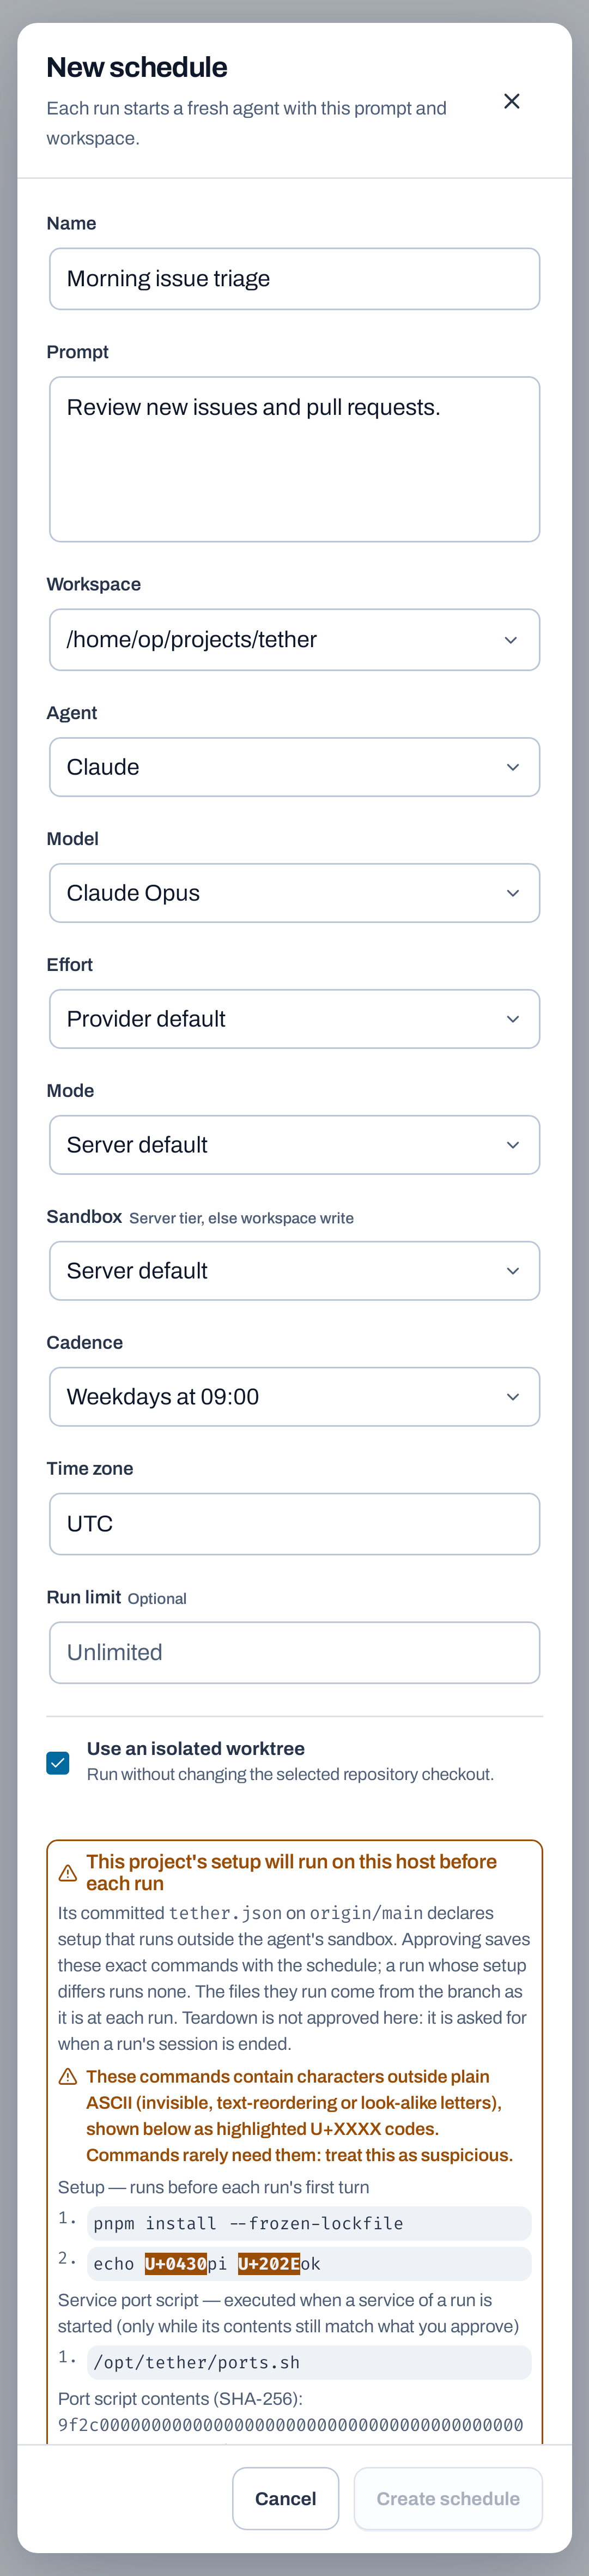 New schedule
Each run starts a fresh agent with this prompt and
workspace.
Name
Morning issue triage
Prompt
Review new issues and pull requests.
Workspace
/home/op/projects/tether
Agent
Claude
Model
Claude Opus
Effort
Provider default
Mode
Server default
Sandbox Server tier, else workspace write
Server default
Cadence
Weekdays at 09:00
Time zone
UTC
Run limit Optional
Unlimited
Use an isolated worktree
Run without changing the selected repository checkout.
This project's setup will run on this host before
each run
Its committed tether.json on origin/main declares
setup that runs outside the agent's sandbox. Approving saves
these exact commands with the schedule; a run whose setup
differs runs none. The files they run come from the branch as
it is at each run. Teardown is not approved here: it is asked for
when a run's session is ended.
These commands contain characters outside plain
ASCII (invisible, text-reordering or look-alike letters),
shown below as highlighted U+XXXX codes.
Commands rarely need them: treat this as suspicious.
Setup — runs before each run's first turn
1. pnpm install --frozen-lockfile
2. echo U+0430pi U+202Eok
Service port script — executed when a service of a run is
started (only while its contents still match what you approve)
1. /opt/tether/ports.sh
Port script contents (SHA-256):
9f2c000000000000000000000000000000000000
Cancel
Create schedule